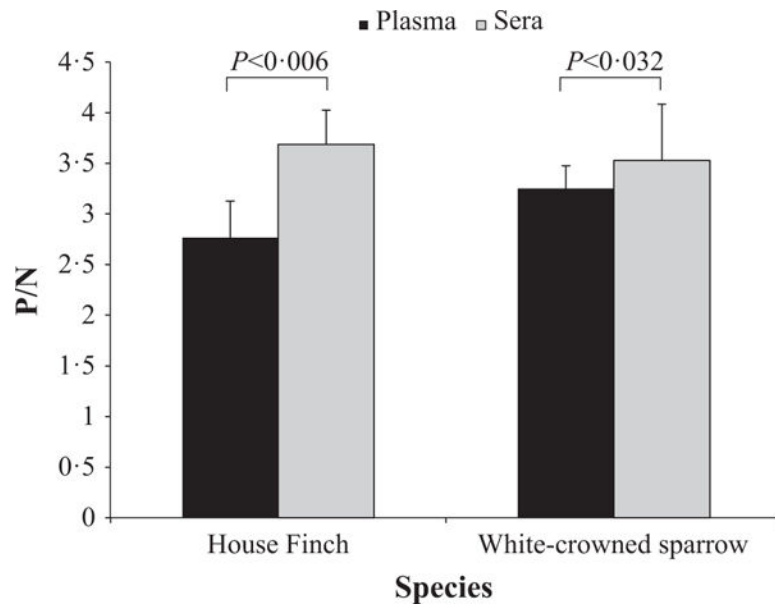 Plasma Sera
P<0·006
P<0·032
4·5
4
3·5
3
2·5
2
1·5
1
0·5
0
P/N
House Finch
White-crowned sparrow
Species